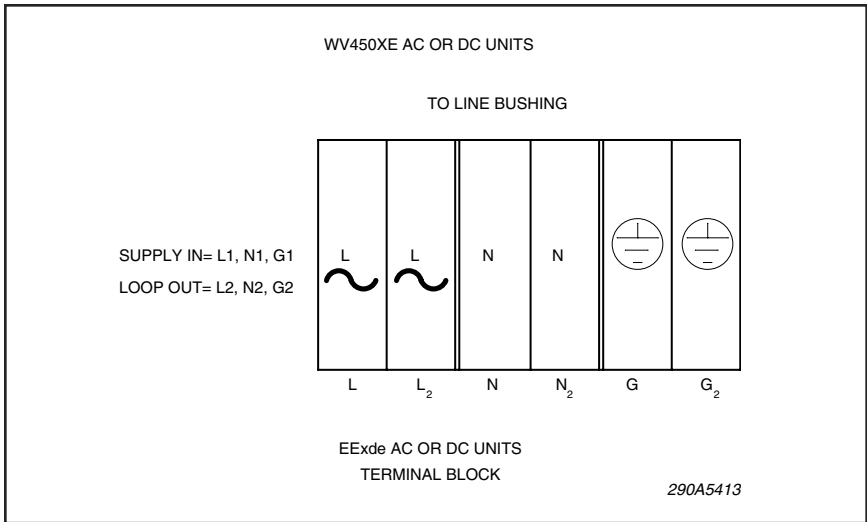 WV450XE AC OR DC UNITS
TO LINE BUSHING
SUPPLY IN= L1, N1, G1
LOOP OUT= L2, N2, G2
L L N N
L L2 N N2 G G2
EExde AC OR DC UNITS
TERMINAL BLOCK
290A5413